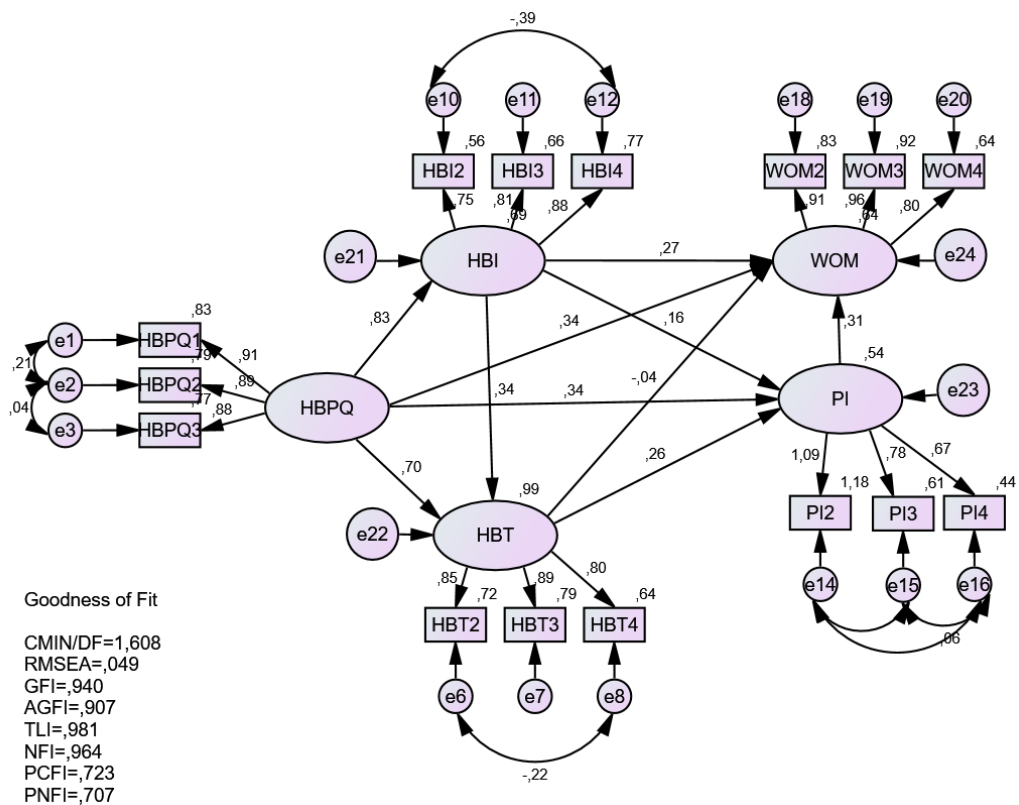 -,39
e10 e11 e12
,56 ,66 ,77
HBI2 HBI3 HBI4
,75 ,81 ,69 ,88
e18 e19 e20
,83 ,92 ,64
WOM2 WOM3 WOM4
,91 ,96 ,64 ,80
e21 HBI
,27
WOM e24
,83
,34
,16
,31
,83
e1 HBPQ1
,91
,21
,79
e2 HBPQ2
,89
,04
,77
e3 HBPQ3
,88
HBPQ
,34
,34
-,04
,54
PI e23
,70
,26
,99
e22 HBT
1,09 ,78 ,67
1,18 ,61 ,44
PI2 PI3 PI4
e14 e15 e16
,06
,85 ,89 ,80
,72 ,79 ,64
HBT2 HBT3 HBT4
e6 e7 e8
-,22
Goodness of Fit
CMIN/DF=1,608
RMSEA=,049
GFI=,940
AGFI=,907
TLI=,981
NFI=,964
PCFI=,723
PNFI=,707